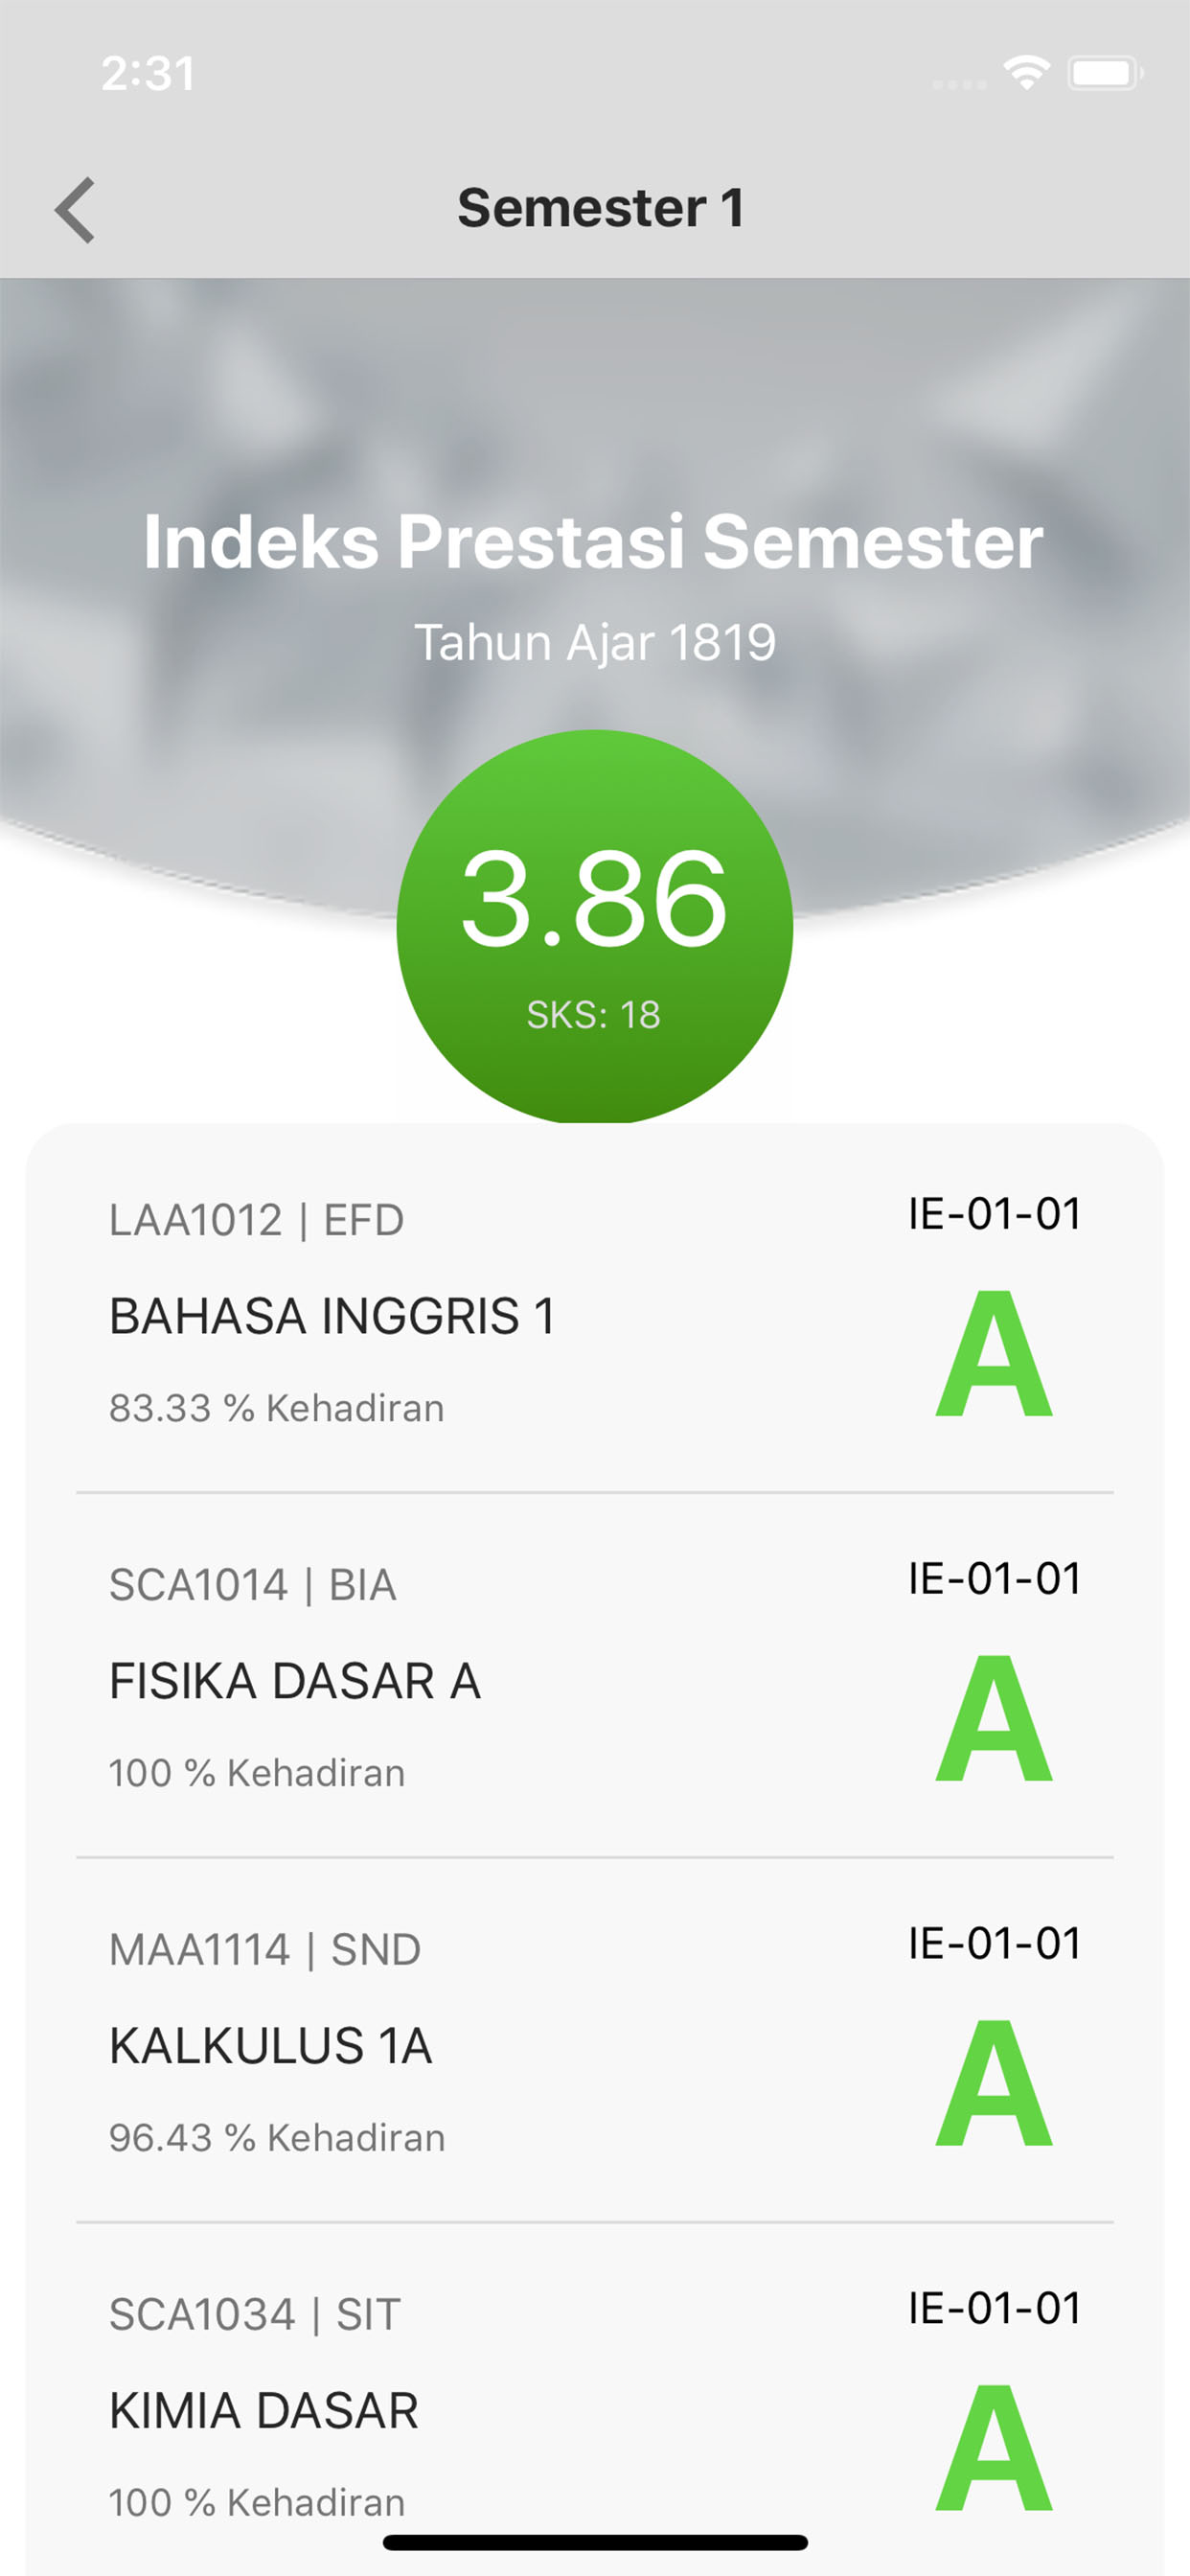 2:31
Semester 1
Indeks Prestasi Semester
Tahun Ajar 1819
3.86
SKS: 18
LAA1012 | EFD
IE-01-01
BAHASA INGGRIS 1
A
83.33 % Kehadiran
SCA1014 | BIA
IE-01-01
FISIKA DASAR A
A
100 % Kehadiran
MAA1114 | SND
IE-01-01
KALKULUS 1A
A
96.43 % Kehadiran
SCA1034 | SIT
IE-01-01
KIMIA DASAR
A
100 % Kehadiran